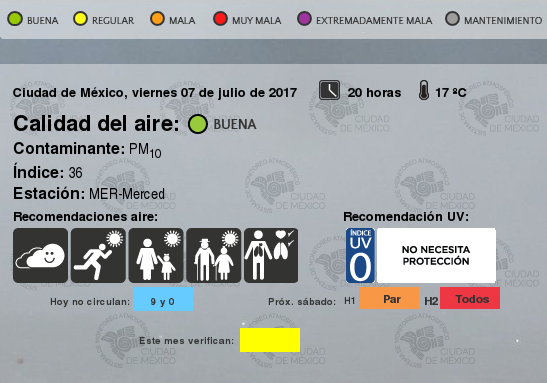 BUENA REGULAR MALA MUY MALA EXTREMADAMENTE MALA MANTENIMIENTO
Ciudad de México, viernes 07 de julio de 2017 20 horas 17 ºC
Calidad del aire: BUENA
Contaminante: PM10
Índice: 36
Estación: MER-Merced
Recomendaciones aire: Recomendación UV:
ÍNDICE
UV
0
NO NECESITA
PROTECCIÓN
Hoy no circulan: 9 y 0 Próx. sábado: H1 Par H2 Todos
Este mes verifican:
CIUDAD
DE MÉXICO